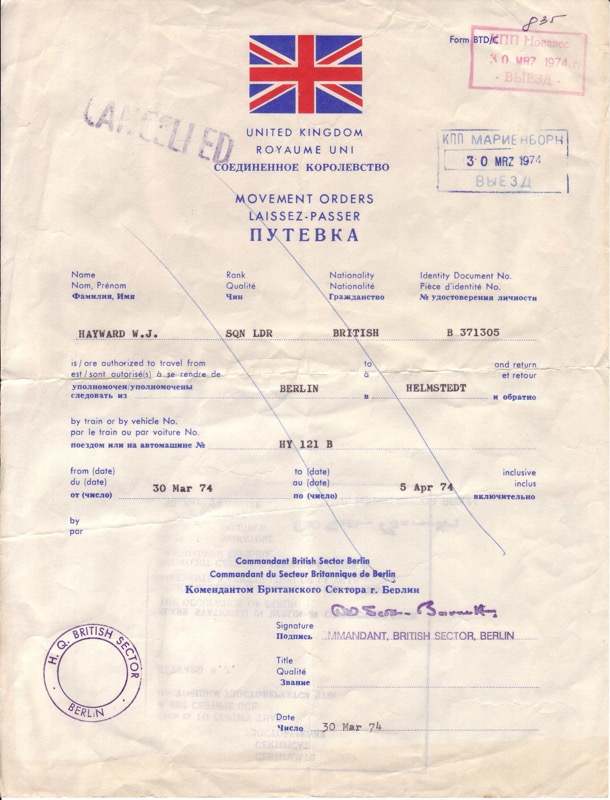 835
Form BTD/C
КПП Новавес
30 MRZ 1974
- ВЫЕЗД -
CANCELLED
UNITED KINGDOM
ROYAUME UNI
СОЕДИНЕННОЕ КОРОЛЕВСТВО
КПП МАРИЕНБОРН
30 MRZ 1974
ВЫЕЗД
MOVEMENT ORDERS
LAISSEZ-PASSER
ПУТЕВКА
Name Rank Nationality Identity Document No.
Nom, Prénom Qualité Nationalité Pièce d'identité No.
Фамилия, Имя Чин Гражданство № удостоверения личности
HAYWARD W.J. SQN LDR BRITISH B 371305
is/are authorized to travel from to and return
est/sont autorisé(s) à se rendre de à et retour
уполномочен/уполномочены
следовать из BERLIN в HELMSTEDT и обратно
by train or by vehicle No.
par le train ou par voiture No.
поездом или на автомашине № HY 121 B
from (date) to (date) inclusive
du (date) au (date) inclus
от (число) 30 Mar 74 по (число) 5 Apr 74 включительно
by
par
Commandant British Sector Berlin
Commandant du Secteur Britannique de Berlin
Комендантом Британского Сектора г. Берлин
Signature
Подпись MMANDANT, BRITISH SECTOR, BERLIN
Title
Qualité
Звание
H.Q. BRITISH SECTOR
BERLIN
Date
Число 30 Mar 74